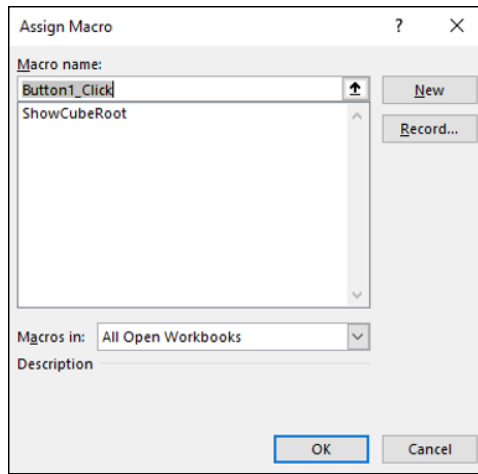 Assign Macro ? ✕
Macro name:
Button1_Click
New
ShowCubeRoot
Record...
Macros in: All Open Workbooks
Description
OK Cancel